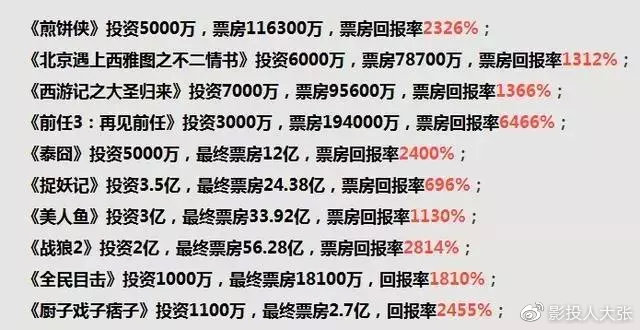 《煎饼侠》投资5000万，票房116300万，票房回报率2326%；
《北京遇上西雅图之不二情书》投资6000万，票房78700万，票房回报率1312%；
《西游记之大圣归来》投资7000万，票房95600万，票房回报率1366%；
《前任3：再见前任》投资3000万，票房194000万，票房回报率6466%；
《泰囧》投资5000万，最终票房12亿，票房回报率2400%；
《捉妖记》投资3.5亿，最终票房24.38亿，票房回报率696%；
《美人鱼》投资3亿，最终票房33.92亿，票房回报率1130%；
《战狼2》投资2亿，最终票房56.28亿，票房回报率2814%；
《全民目击》投资1000万，最终票房18100万，回报率1810%；
《厨子戏子痞子》投资1100万，最终票房2.7亿，回报率2455%；
@影投人大张